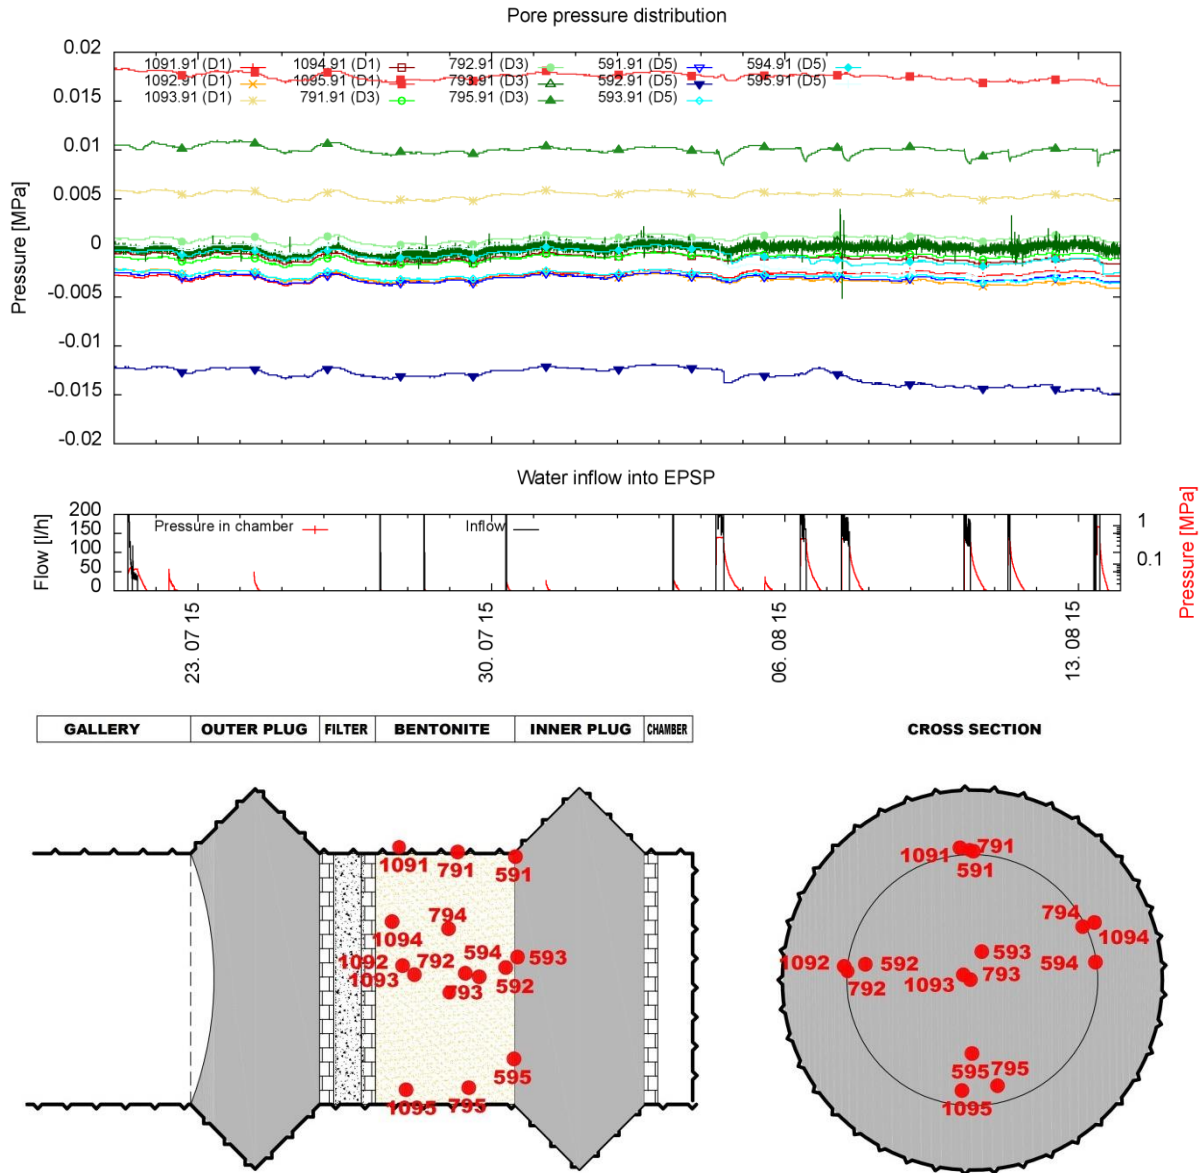 Pore pressure distribution
0.02
0.015
0.01
0.005
0
-0.005
-0.01
-0.015
-0.02
Pressure [MPa]
1091.91 (D1)
1092.91 (D1)
1093.91 (D1)
1094.91 (D1)
1095.91 (D1)
791.91 (D3)
792.91 (D3)
793.91 (D3)
795.91 (D3)
591.91 (D5)
592.91 (D5)
593.91 (D5)
594.91 (D5)
595.91 (D5)
Water inflow into EPSP
Flow [l/h]
200
150
100
50
0
Pressure in chamber
Inflow
1
0.1
Pressure [MPa]
23. 07 15
30. 07 15
06. 08 15
13. 08 15
GALLERY OUTER PLUG FILTER BENTONITE INNER PLUG CHAMBER
CROSS SECTION
1091
791
591
794
1094
1092
792
594
593
1093
592
793
595
1095
795
1091
791
591
794
1094
593
1092
592
594
792
1093
793
595
795
1095